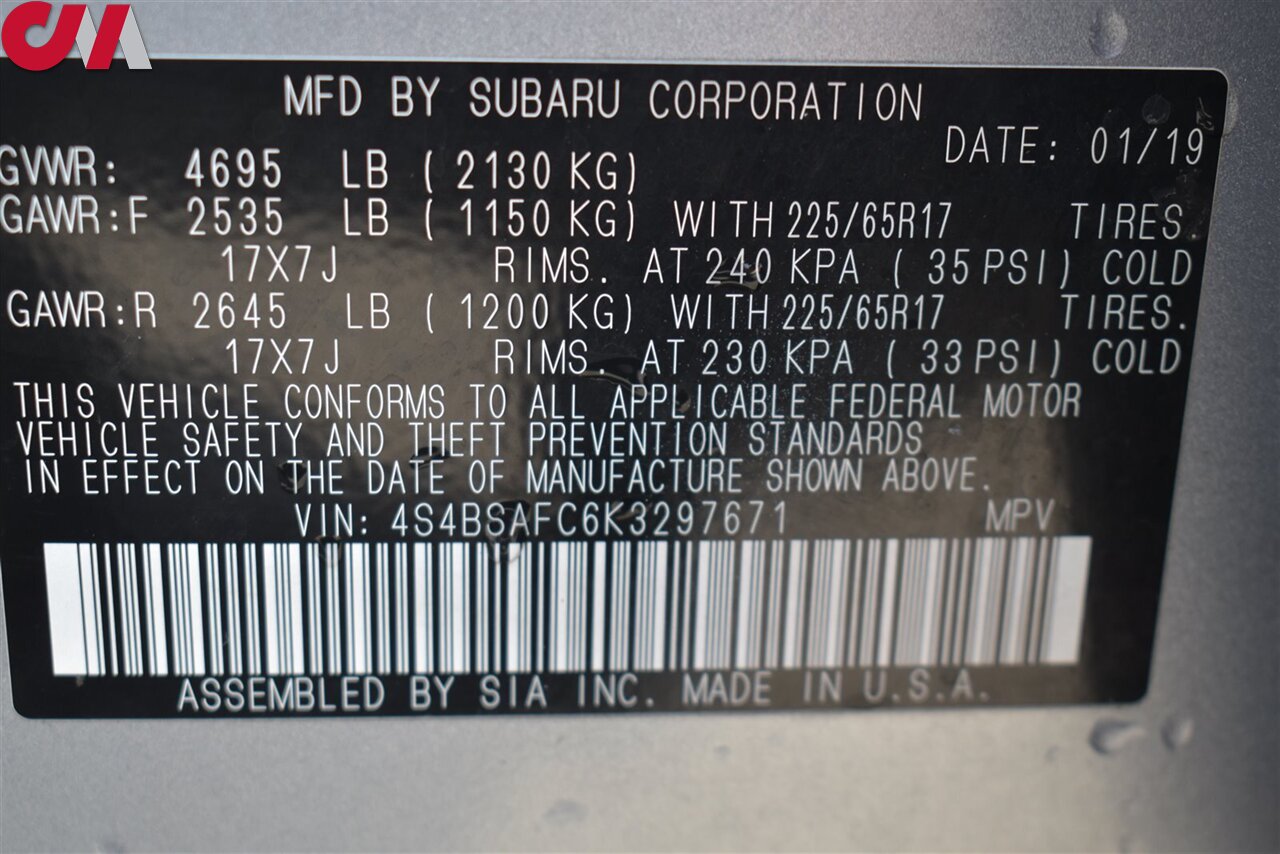 CM
MFD BY SUBARU CORPORATION
DATE: 01/19
GVWR: 4695 LB ( 2130 KG)
GAWR:F 2535 LB ( 1150 KG) WITH 225/65R17 TIRES.
17X7J RIMS. AT 240 KPA ( 35 PSI) COLD
GAWR:R 2645 LB ( 1200 KG) WITH 225/65R17 TIRES.
17X7J RIMS. AT 230 KPA ( 33 PSI) COLD
THIS VEHICLE CONFORMS TO ALL APPLICABLE FEDERAL MOTOR
VEHICLE SAFETY AND THEFT PREVENTION STANDARDS
IN EFFECT ON THE DATE OF MANUFACTURE SHOWN ABOVE.
VIN: 4S4BSAFC6K3297671 MPV
ASSEMBLED BY SIA INC. MADE IN U.S.A.